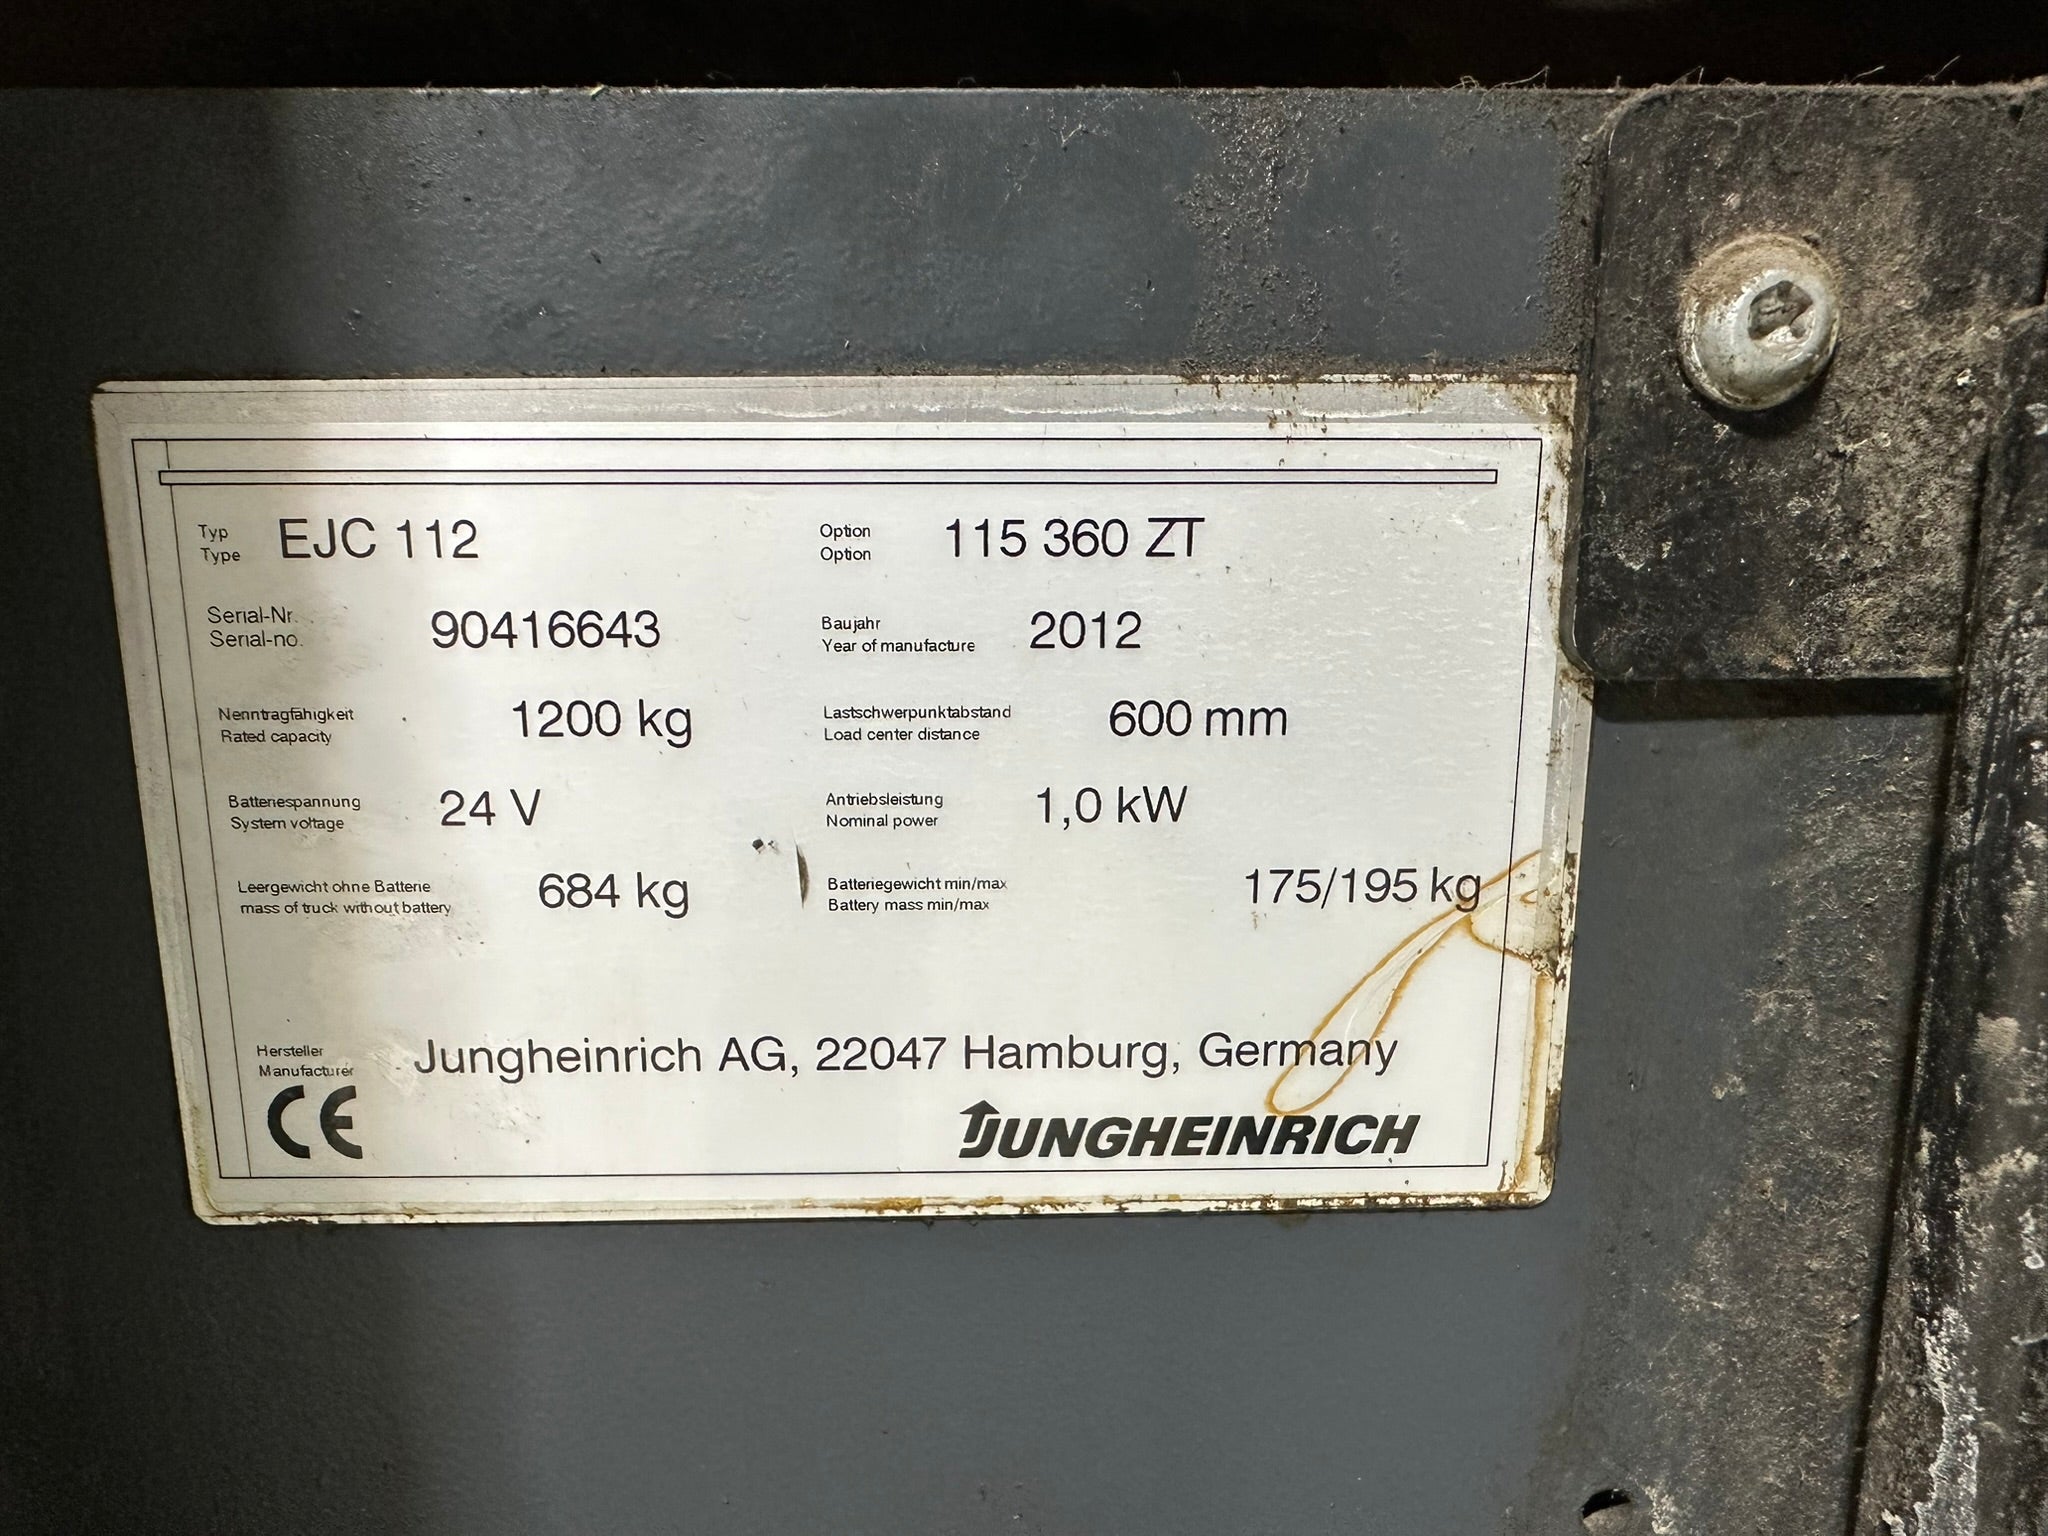 Typ EJC 112 Option 115 360 ZT
Type Option
Serial-Nr. 90416643 Baujahr 2012
Serial-no. Year of manufacture
Nenntragfähigkeit 1200 kg Lastschwerpunktabstand 600 mm
Rated capacity Load center distance
Batteriespannung 24 V Antriebsleistung 1,0 kW
System voltage Nominal power
Leergewicht ohne Batterie 684 kg Batteriegewicht min/max 175/195 kg
mass of truck without battery Battery mass min/max
Hersteller Jungheinrich AG, 22047 Hamburg, Germany
Manufacturer
CE JUNGHEINRICH